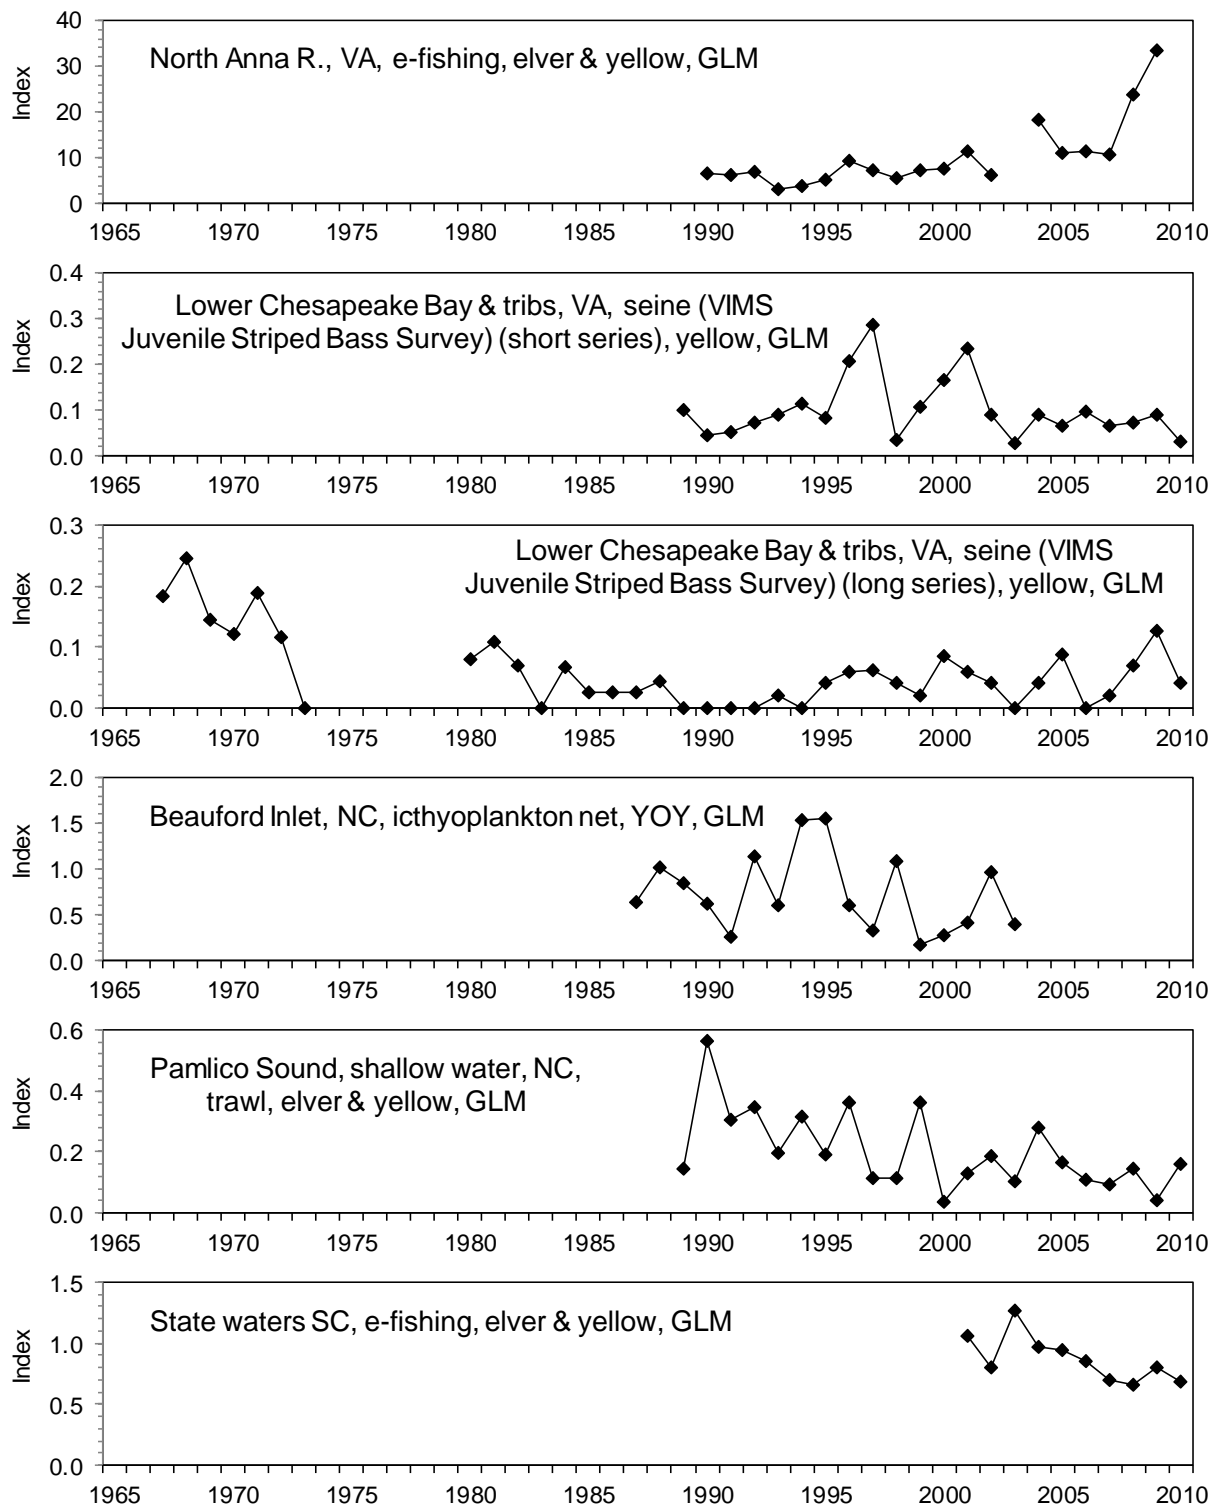 40
North Anna R., VA, e-fishing, elver & yellow, GLM
30
Index
20
10
0
1965 1970 1975 1980 1985 1990 1995 2000 2005 2010
0.4
Lower Chesapeake Bay & tribs, VA, seine (VIMS
Juvenile Striped Bass Survey) (short series), yellow, GLM
0.3
Index
0.2
0.1
0.0
1965 1970 1975 1980 1985 1990 1995 2000 2005 2010
0.3
Lower Chesapeake Bay & tribs, VA, seine (VIMS
Juvenile Striped Bass Survey) (long series), yellow, GLM
0.2
Index
0.1
0.0
1965 1970 1975 1980 1985 1990 1995 2000 2005 2010
2.0
Beauford Inlet, NC, icthyoplankton net, YOY, GLM
1.5
Index
1.0
0.5
0.0
1965 1970 1975 1980 1985 1990 1995 2000 2005 2010
0.6
Pamlico Sound, shallow water, NC,
trawl, elver & yellow, GLM
0.4
Index
0.2
0.0
1965 1970 1975 1980 1985 1990 1995 2000 2005 2010
1.5
State waters SC, e-fishing, elver & yellow, GLM
1.0
Index
0.5
0.0
1965 1970 1975 1980 1985 1990 1995 2000 2005 2010